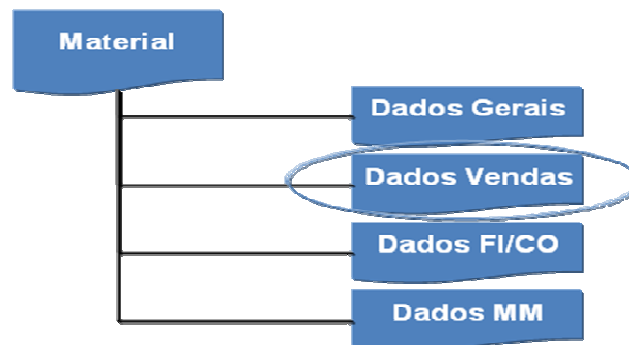 Material
Dados Gerais
Dados Vendas
Dados FI/CO
Dados MM